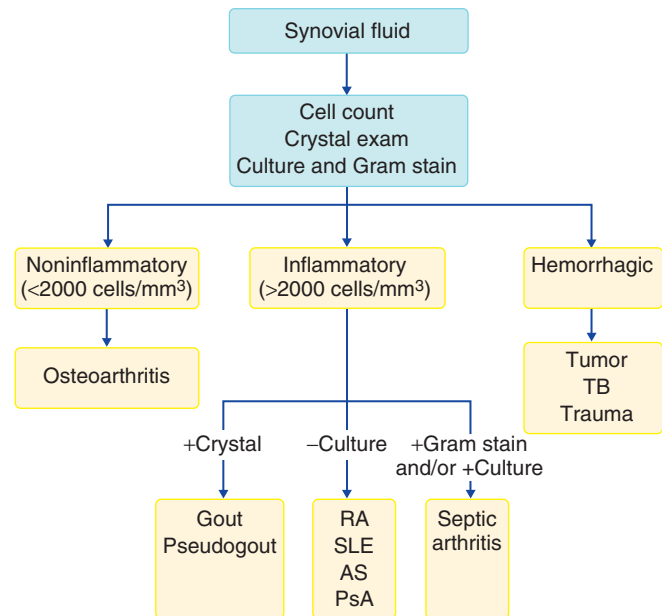 Synovial fluid
Cell count
Crystal exam
Culture and Gram stain
Noninflammatory
(<2000 cells/mm³)
Inflammatory
(>2000 cells/mm³)
Hemorrhagic
Osteoarthritis
Tumor
TB
Trauma
+Crystal
−Culture
+Gram stain
and/or +Culture
Gout
Pseudogout
RA
SLE
AS
PsA
Septic
arthritis